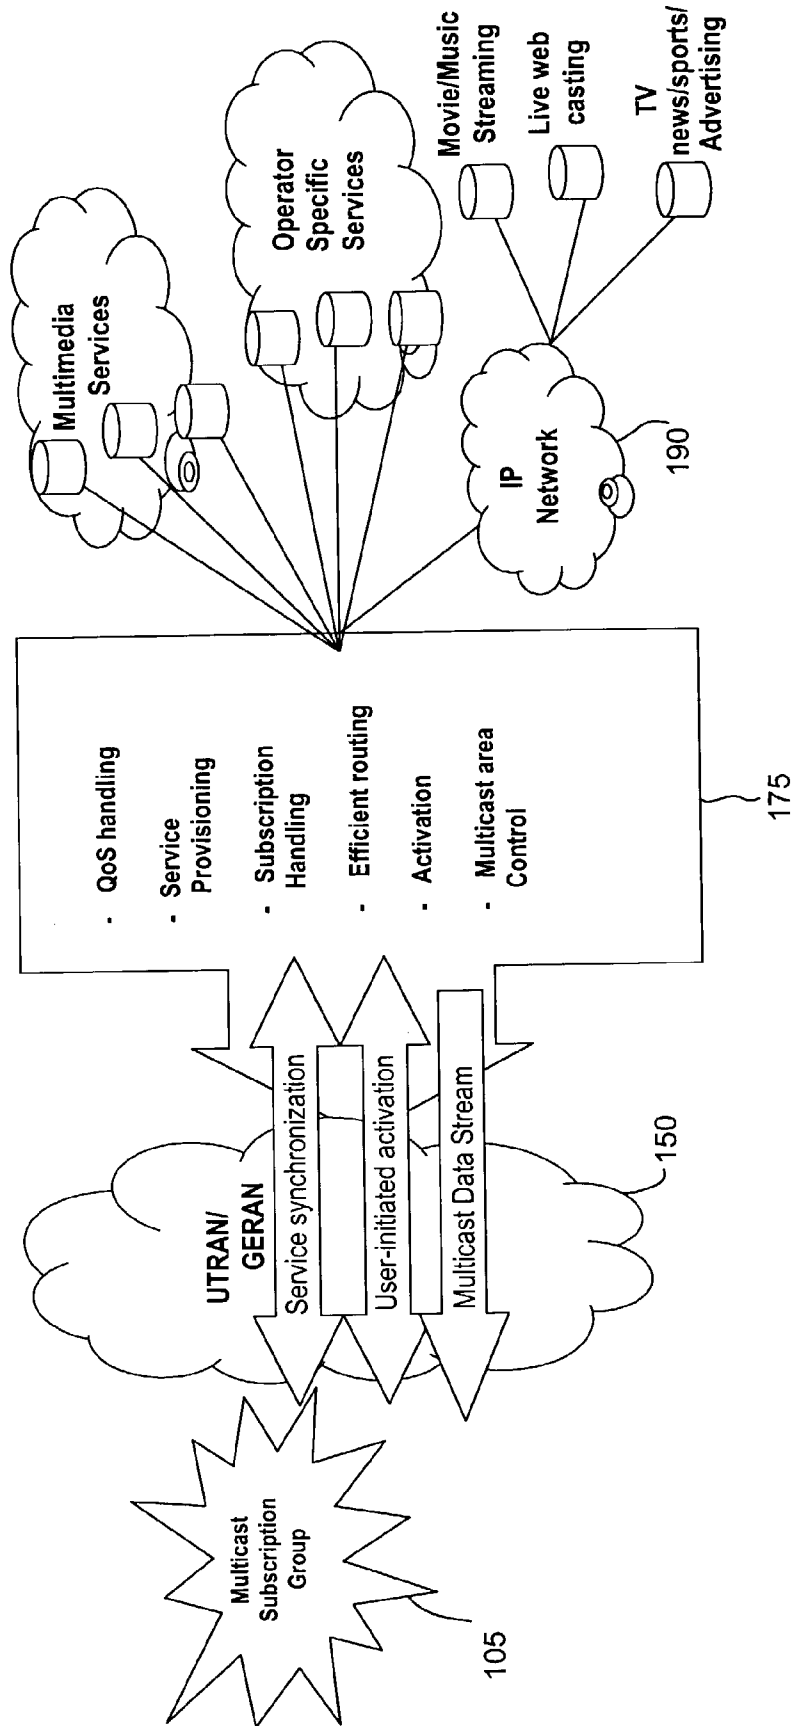 Multicast
Subscription
Group
105
UTRAN/
GERAN
Service synchronization
User-initiated activation
Multicast Data Stream
150
- QoS handling
- Service
Provisioning
- Subscription
Handling
- Efficient routing
- Activation
- Multicast area
Control
175
Multimedia
Services
Operator
Specific
Services
IP
Network
190
Movie/Music
Streaming
Live web
casting
TV
news/sports/
Advertising